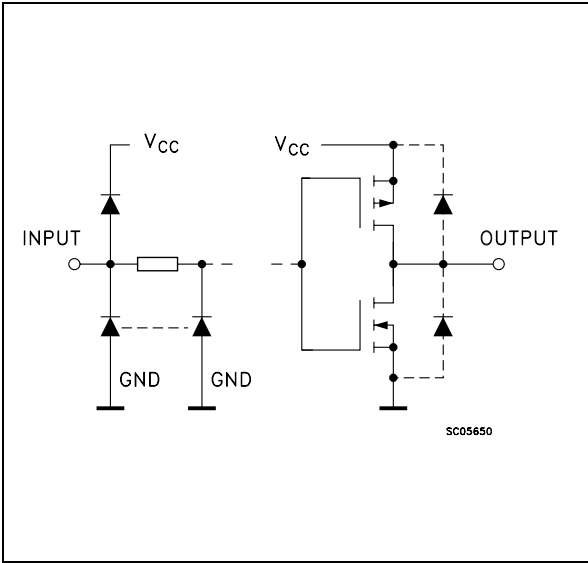 VCC
VCC
INPUT
OUTPUT
GND
GND
SC05650